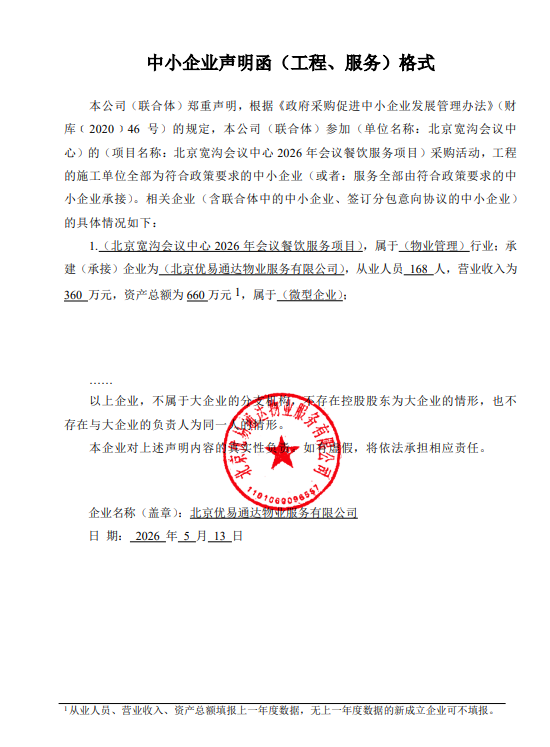 中小企业声明函（工程、服务）格式
本公司（联合体）郑重声明，根据《政府采购促进中小企业发展管理办法》（财
库﹝2020﹞46 号）的规定，本公司（联合体）参加（单位名称：北京宽沟会议中
心）的（项目名称：北京宽沟会议中心 2026 年会议餐饮服务项目）采购活动，工程
的施工单位全部为符合政策要求的中小企业（或者：服务全部由符合政策要求的中
小企业承接）。相关企业（含联合体中的中小企业、签订分包意向协议的中小企业）
的具体情况如下：
1.（北京宽沟会议中心 2026 年会议餐饮服务项目），属于（物业管理）行业；承
建（承接）企业为（北京优易通达物业服务有限公司），从业人员 168 人，营业收入为
360 万元，资产总额为 660 万元 1，属于（微型企业）；
……
以上企业，不属于大企业的分支机构，不存在控股股东为大企业的情形，也不
存在与大企业的负责人为同一人的情形。
本企业对上述声明内容的真实性负责。如有虚假，将依法承担相应责任。
北京优易通达物业服务有限公司
1101069096567
企业名称（盖章）：北京优易通达物业服务有限公司
日 期： 2026 年 5 月 13 日
1 从业人员、营业收入、资产总额填报上一年度数据，无上一年度数据的新成立企业可不填报。